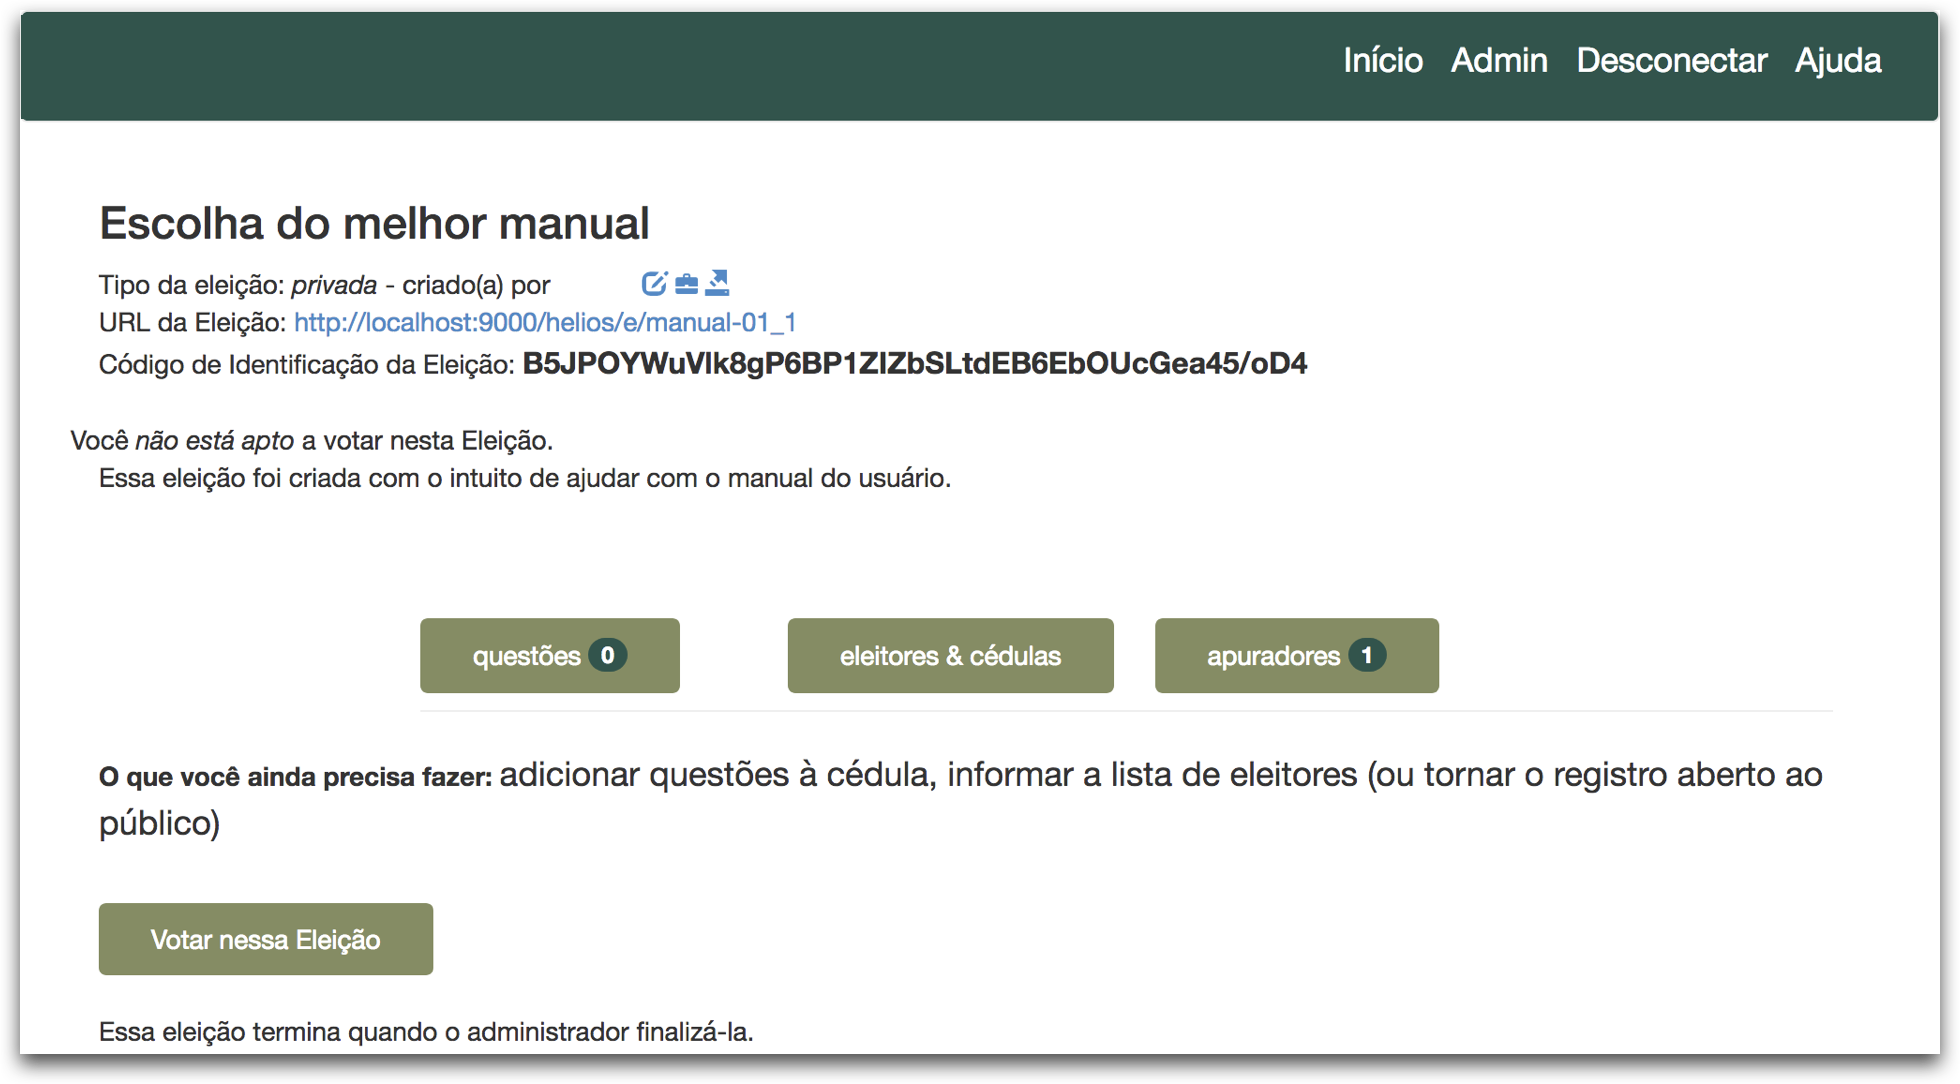 Início Admin Desconectar Ajuda
Escolha do melhor manual
Tipo da eleição: privada - criado(a) por
URL da Eleição: http://localhost:9000/helios/e/manual-01_1
Código de Identificação da Eleição: B5JPOYWuVlk8gP6BP1ZIZbSLtdEB6EbOUcGea45/oD4
Você não está apto a votar nesta Eleição.
Essa eleição foi criada com o intuito de ajudar com o manual do usuário.
questões 0 eleitores & cédulas apuradores 1
O que você ainda precisa fazer: adicionar questões à cédula, informar a lista de eleitores (ou tornar o registro aberto ao
público)
Votar nessa Eleição
Essa eleição termina quando o administrador finalizá-la.